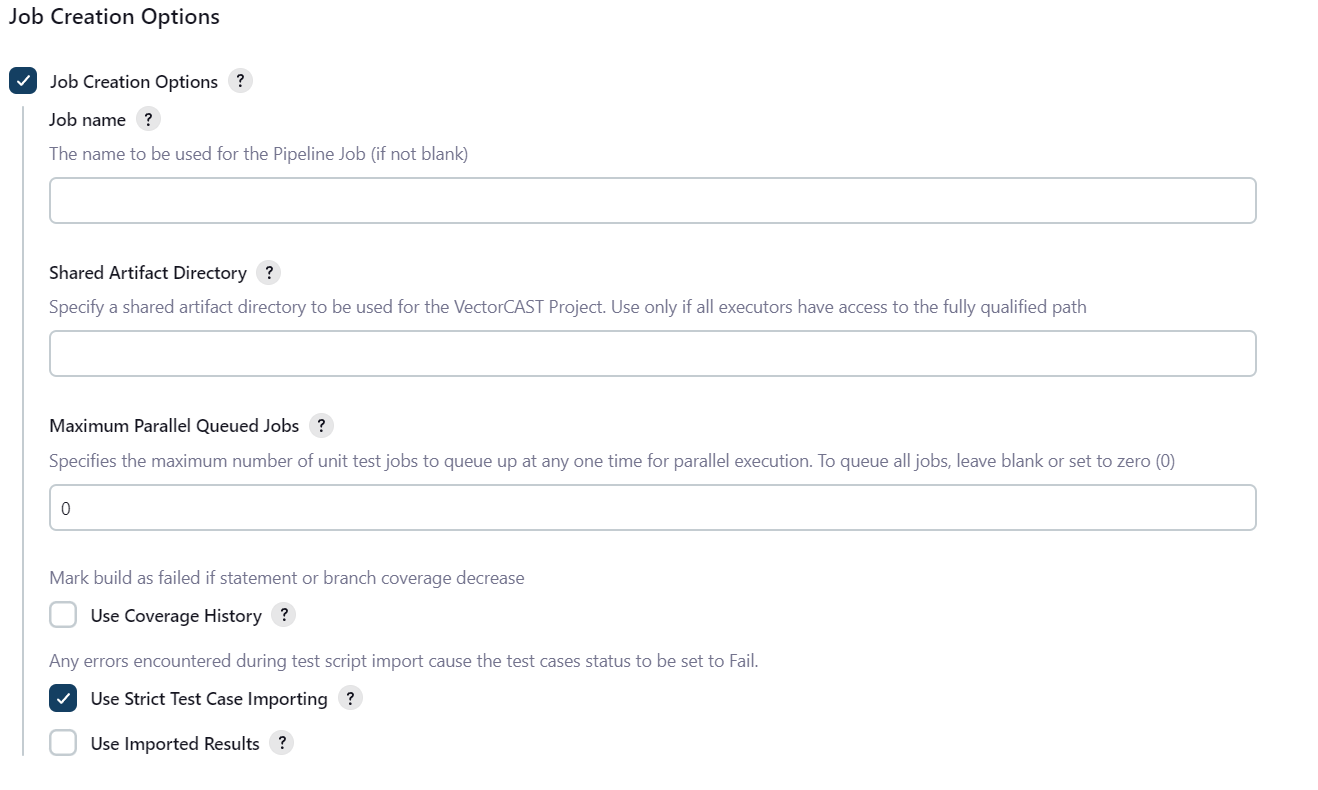 Job Creation Options
Job Creation Options ?
Job name ?
The name to be used for the Pipeline Job (if not blank)
Shared Artifact Directory ?
Specify a shared artifact directory to be used for the VectorCAST Project. Use only if all executors have access to the fully qualified path
Maximum Parallel Queued Jobs ?
Specifies the maximum number of unit test jobs to queue up at any one time for parallel execution. To queue all jobs, leave blank or set to zero (0)
0
Mark build as failed if statement or branch coverage decrease
Use Coverage History ?
Any errors encountered during test script import cause the test cases status to be set to Fail.
Use Strict Test Case Importing ?
Use Imported Results ?